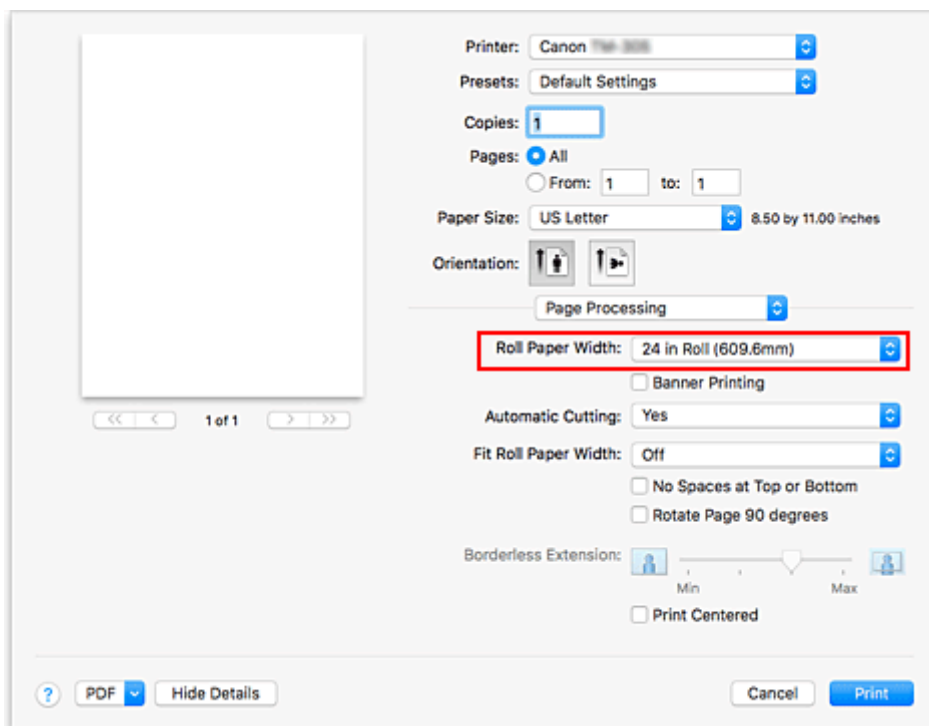 Printer: Canon
Presets: Default Settings
Copies: 1
Pages: All
From: 1 to: 1
Paper Size: US Letter 8.50 by 11.00 inches
Orientation:
Page Processing
Roll Paper Width: 24 in Roll (609.6mm)
Banner Printing
<< < 1 of 1 > >>
Automatic Cutting: Yes
Fit Roll Paper Width: Off
No Spaces at Top or Bottom
Rotate Page 90 degrees
Borderless Extension:
Min Max
Print Centered
? PDF Hide Details Cancel Print